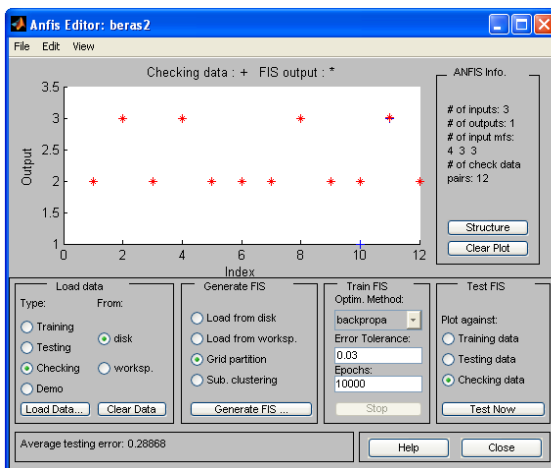 Anfis Editor: beras2
File Edit View
Checking data : + FIS output : *
3.5
3
2.5
2
1.5
1
Output
0 2 4 6 8 10 12
Index
ANFIS Info.
# of inputs: 3
# of outputs: 1
# of input mfs:
4 3 3
# of check data
pairs: 12
Structure
Clear Plot
Load data
Type: From:
Training
Testing
Checking
Demo
disk
worksp.
Load Data... Clear Data
Generate FIS
Load from disk
Load from worksp.
Grid partition
Sub. clustering
Generate FIS ...
Train FIS
Optim. Method:
backpropa
Error Tolerance:
0.03
Epochs:
10000
Stop
Test FIS
Plot against:
Training data
Testing data
Checking data
Test Now
Average testing error: 0.28868
Help Close